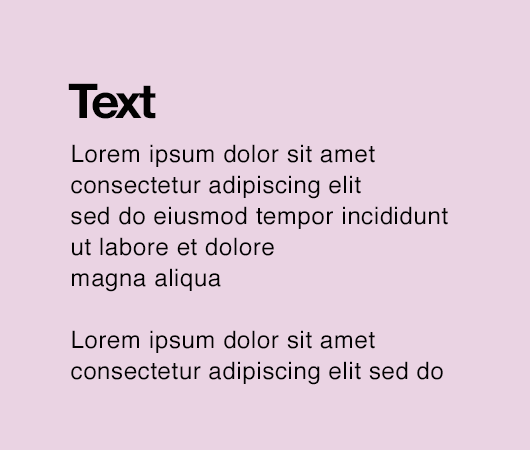 Text
Lorem ipsum dolor sit amet
consectetur adipiscing elit
sed do eiusmod tempor incididunt
ut labore et dolore
magna aliqua
Lorem ipsum dolor sit amet
consectetur adipiscing elit sed do